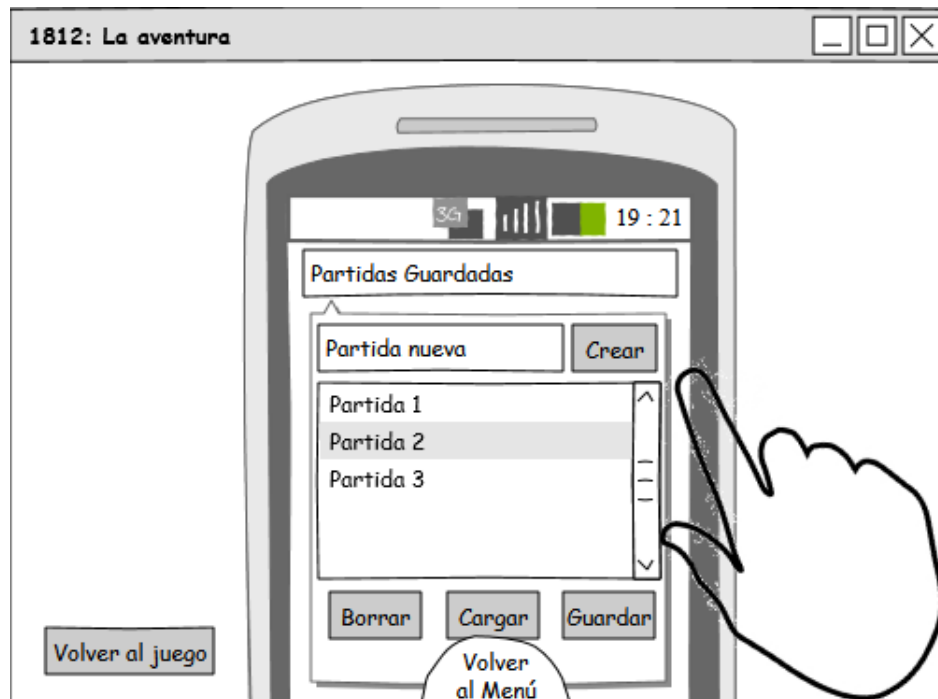 1812: La aventura
3G
19 : 21
Partidas Guardadas
Partida nueva
Crear
Partida 1
Partida 2
Partida 3
Borrar
Cargar
Guardar
Volver al juego
Volver
al Menú